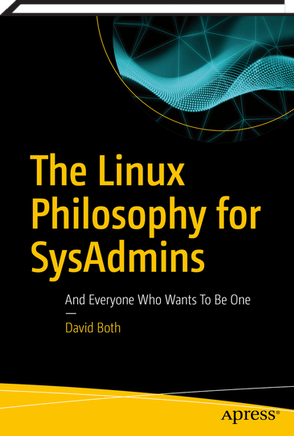 The Linux
Philosophy for
SysAdmins
And Everyone Who Wants To Be One
—
David Both
Apress®